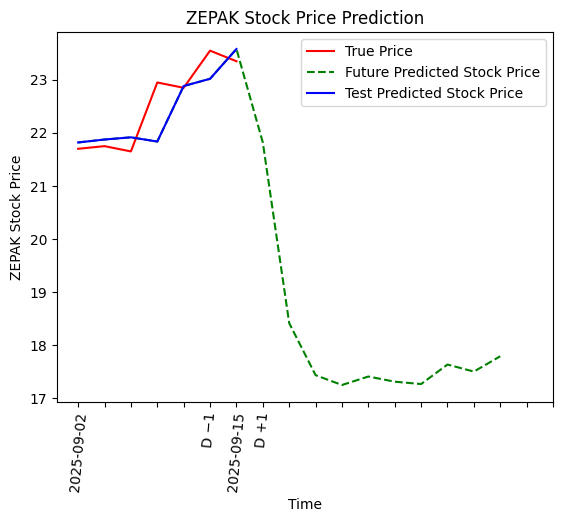 ZEPAK Stock Price Prediction
True Price
Future Predicted Stock Price
Test Predicted Stock Price
ZEPAK Stock Price
23
22
21
20
19
18
17
2025-09-02
D −1
2025-09-15
D +1
Time